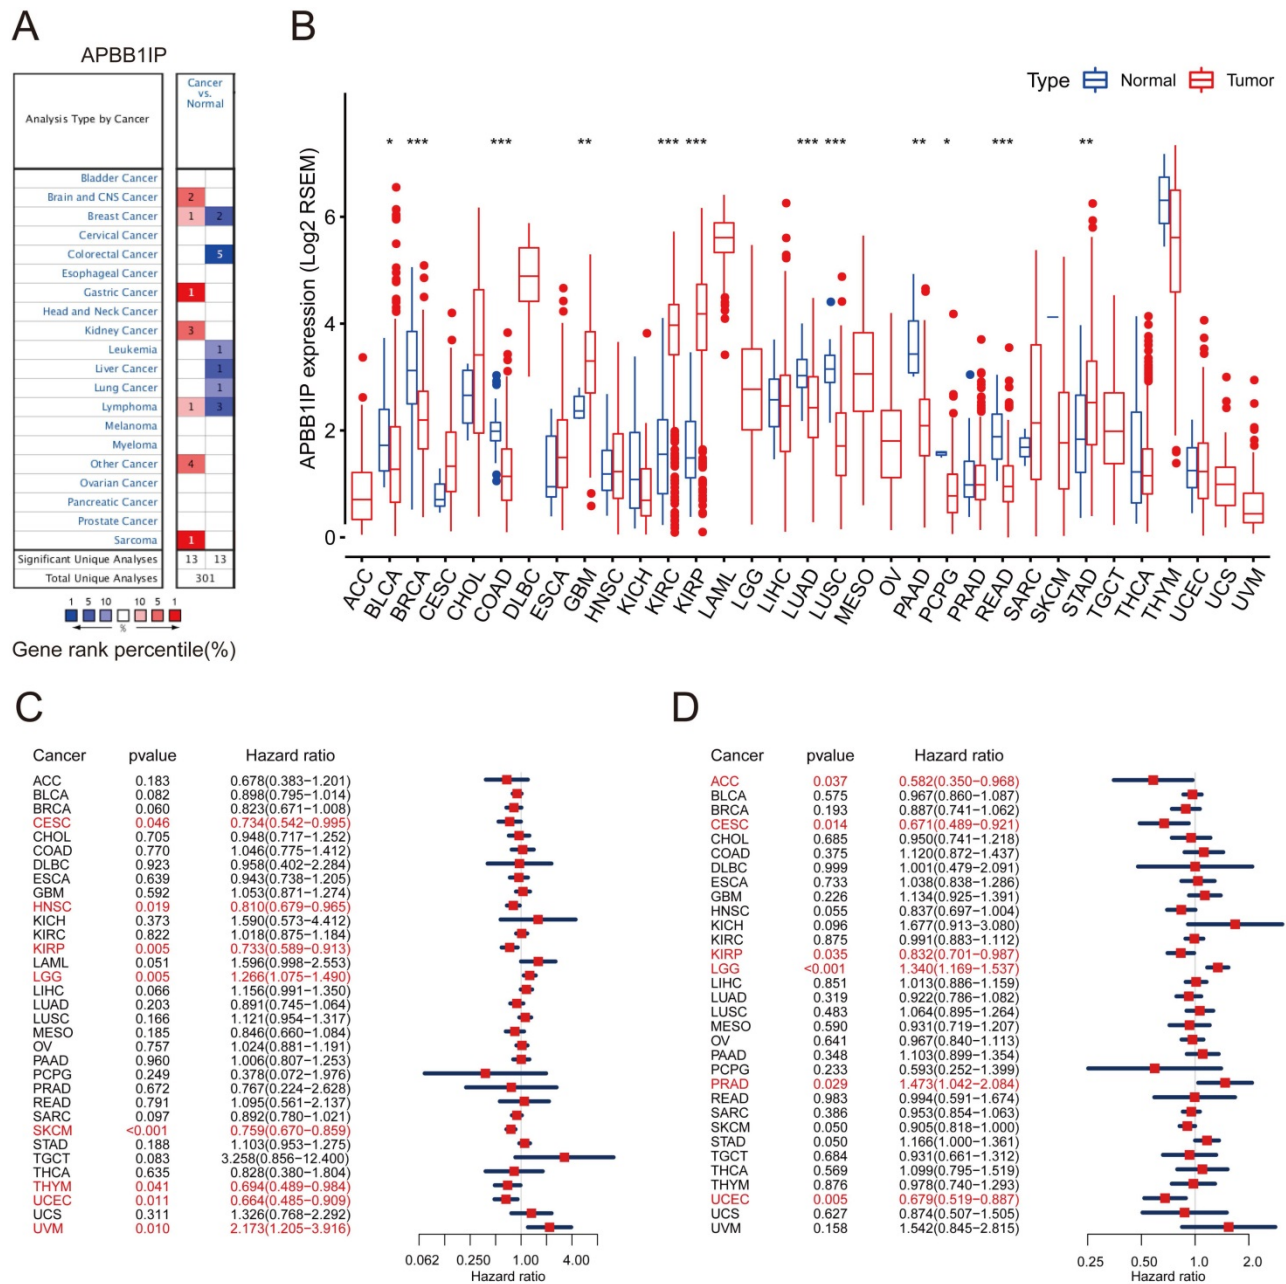 A
APBB1IP
Analysis Type by Cancer
Cancer
vs.
Normal
Bladder Cancer
Brain and CNS Cancer 2
Breast Cancer 1 2
Cervical Cancer
Colorectal Cancer 5
Esophageal Cancer
Gastric Cancer 1
Head and Neck Cancer
Kidney Cancer 3
Leukemia 1
Liver Cancer 1
Lung Cancer 1
Lymphoma 1 3
Melanoma
Myeloma
Other Cancer 4
Ovarian Cancer
Pancreatic Cancer
Prostate Cancer
Sarcoma 1
Significant Unique Analyses 13 13
Total Unique Analyses 301
1 5 10 10 5 1
%
Gene rank percentile(%)
B
Type Normal Tumor
APBB1IP expression (Log2 RSEM)
* *** *** ** *** *** *** *** ** * *** **
6
4
2
0
ACC BLCA BRCA CESC CHOL COAD DLBC ESCA GBM HNSC KICH KIRC KIRP LAML LGG LIHC LUAD LUSC MESO OV PAAD PCPG PRAD READ SARC SKCM STAD TGCT THCA THYM UCEC UCS UVM
C
Cancer pvalue Hazard ratio
ACC 0.183 0.678(0.383−1.201)
BLCA 0.082 0.898(0.795−1.014)
BRCA 0.060 0.823(0.671−1.008)
CESC 0.046 0.734(0.542−0.995)
CHOL 0.705 0.948(0.717−1.252)
COAD 0.770 1.046(0.775−1.412)
DLBC 0.923 0.958(0.402−2.284)
ESCA 0.639 0.943(0.738−1.205)
GBM 0.592 1.053(0.871−1.274)
HNSC 0.019 0.810(0.679−0.965)
KICH 0.373 1.590(0.573−4.412)
KIRC 0.822 1.018(0.875−1.184)
KIRP 0.005 0.733(0.589−0.913)
LAML 0.051 1.596(0.998−2.553)
LGG 0.005 1.266(1.075−1.490)
LIHC 0.066 1.156(0.991−1.350)
LUAD 0.203 0.891(0.745−1.064)
LUSC 0.166 1.121(0.954−1.317)
MESO 0.185 0.846(0.660−1.084)
OV 0.757 1.024(0.881−1.191)
PAAD 0.960 1.006(0.807−1.253)
PCPG 0.249 0.378(0.072−1.976)
PRAD 0.672 0.767(0.224−2.628)
READ 0.791 1.095(0.561−2.137)
SARC 0.097 0.892(0.780−1.021)
SKCM <0.001 0.759(0.670−0.859)
STAD 0.188 1.103(0.953−1.275)
TGCT 0.083 3.258(0.856−12.400)
THCA 0.635 0.828(0.380−1.804)
THYM 0.041 0.694(0.489−0.984)
UCEC 0.011 0.664(0.485−0.909)
UCS 0.311 1.326(0.768−2.292)
UVM 0.010 2.173(1.205−3.916)
0.062 0.250 1.00 4.00
Hazard ratio
D
Cancer pvalue Hazard ratio
ACC 0.037 0.582(0.350−0.968)
BLCA 0.575 0.967(0.860−1.087)
BRCA 0.193 0.887(0.741−1.062)
CESC 0.014 0.671(0.489−0.921)
CHOL 0.685 0.950(0.741−1.218)
COAD 0.375 1.120(0.872−1.437)
DLBC 0.999 1.001(0.479−2.091)
ESCA 0.733 1.038(0.838−1.286)
GBM 0.226 1.134(0.925−1.391)
HNSC 0.055 0.837(0.697−1.004)
KICH 0.096 1.677(0.913−3.080)
KIRC 0.875 0.991(0.883−1.112)
KIRP 0.035 0.832(0.701−0.987)
LGG <0.001 1.340(1.169−1.537)
LIHC 0.851 1.013(0.886−1.159)
LUAD 0.319 0.922(0.786−1.082)
LUSC 0.483 1.064(0.895−1.264)
MESO 0.590 0.931(0.719−1.207)
OV 0.641 0.967(0.840−1.113)
PAAD 0.348 1.103(0.899−1.354)
PCPG 0.233 0.593(0.252−1.399)
PRAD 0.029 1.473(1.042−2.084)
READ 0.983 0.994(0.591−1.674)
SARC 0.386 0.953(0.854−1.063)
SKCM 0.050 0.905(0.818−1.000)
STAD 0.050 1.166(1.000−1.361)
TGCT 0.684 0.931(0.661−1.312)
THCA 0.569 1.099(0.795−1.519)
THYM 0.876 0.978(0.740−1.293)
UCEC 0.005 0.679(0.519−0.887)
UCS 0.627 0.874(0.507−1.505)
UVM 0.158 1.542(0.845−2.815)
0.25 0.50 1.0 2.0
Hazard ratio